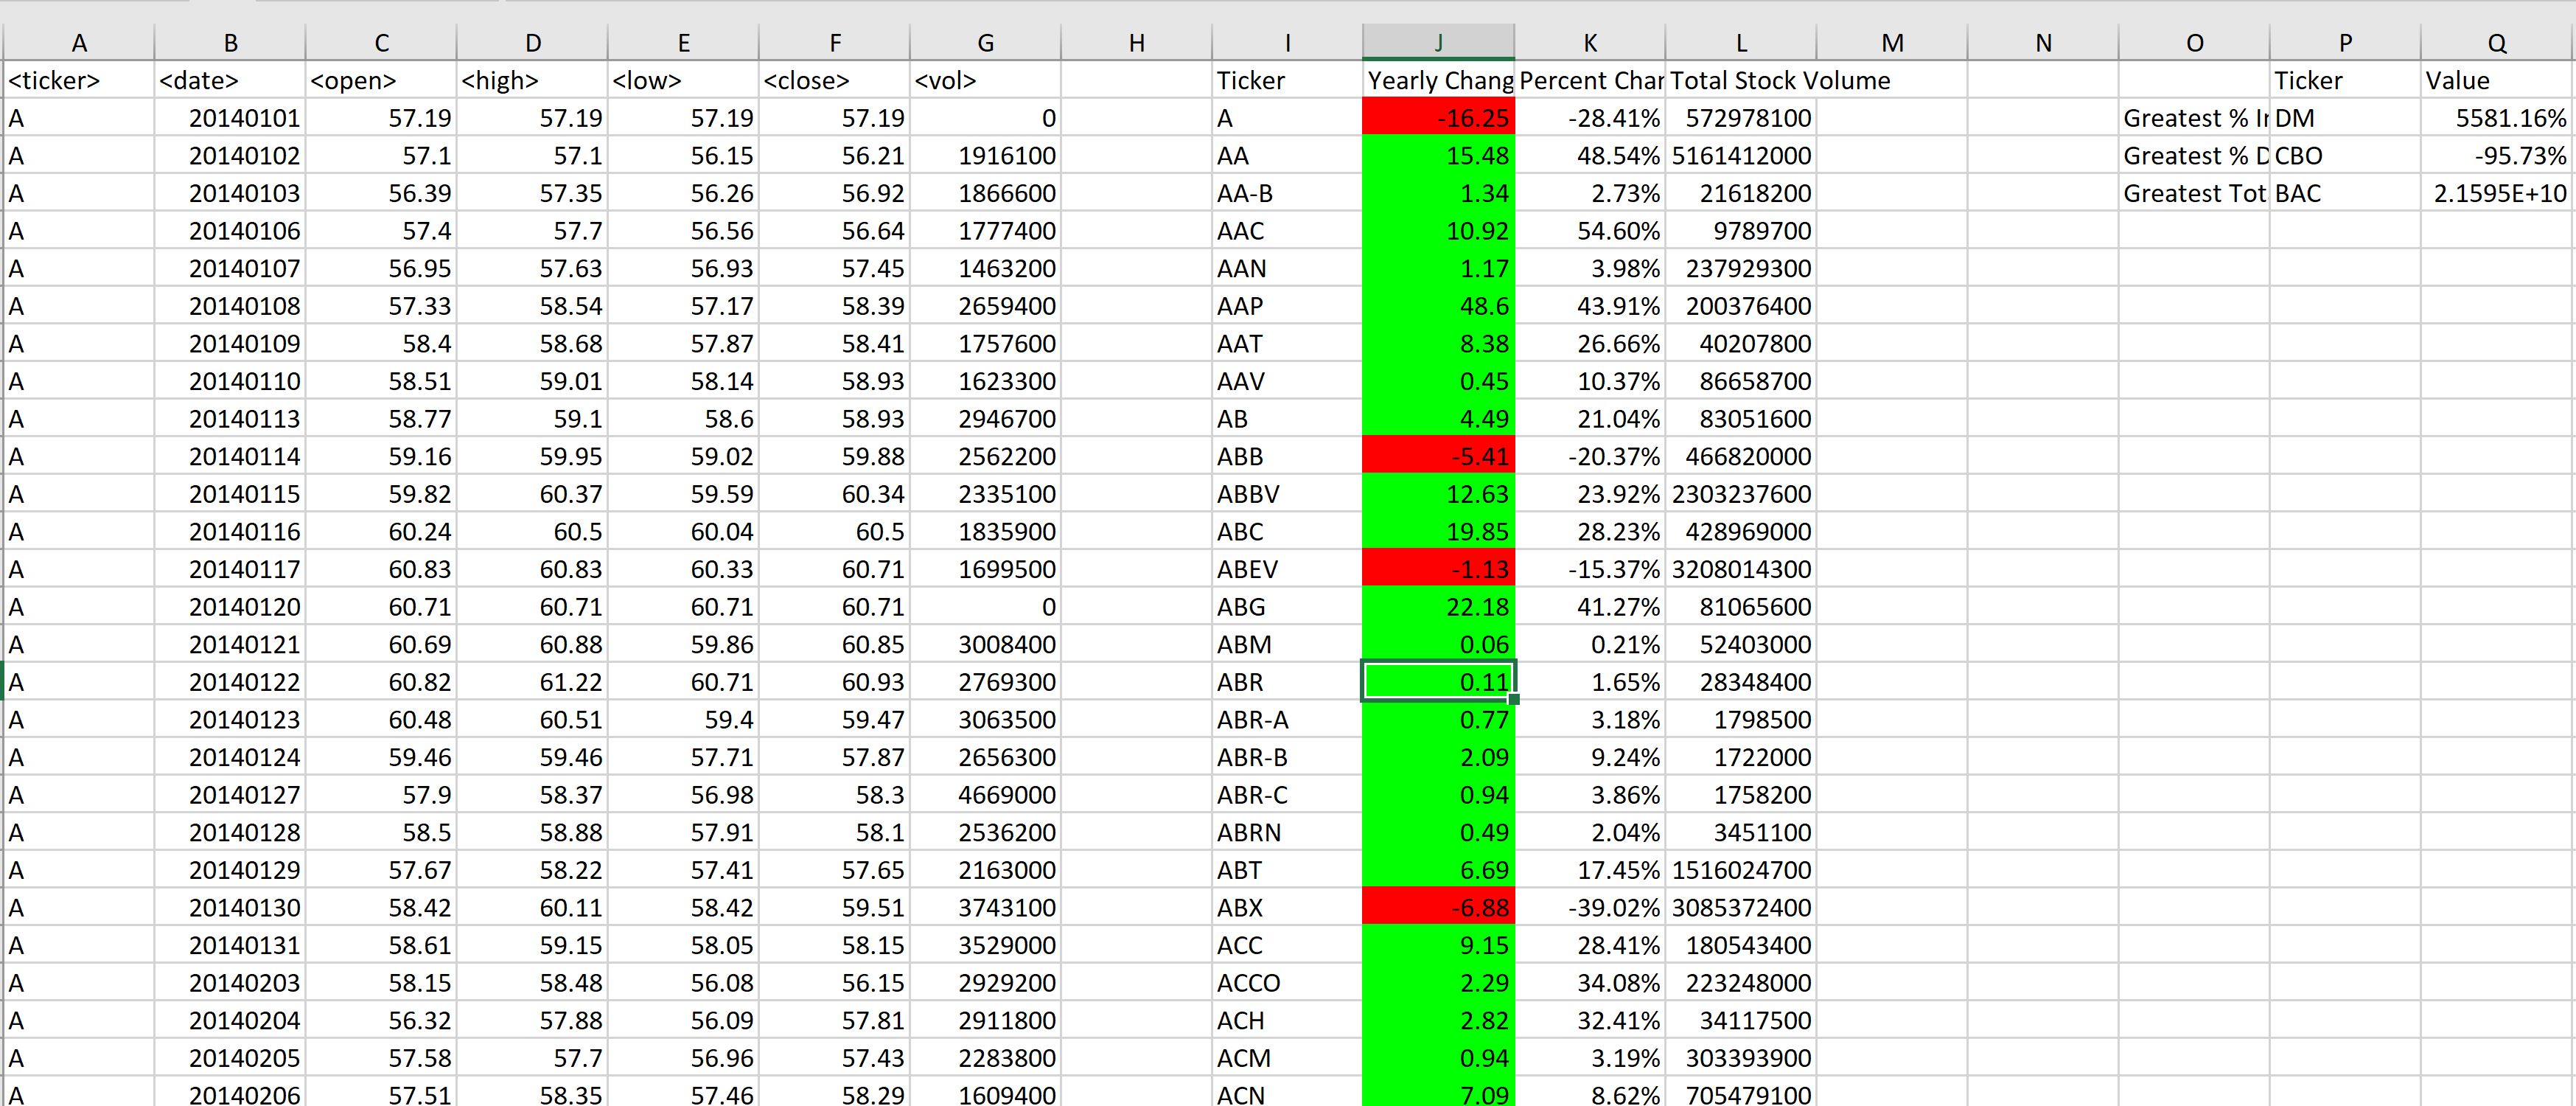 A B C D E F G H I J K L M N O P Q
<ticker> <date> <open> <high> <low> <close> <vol> Ticker Yearly Chang Percent Char Total Stock Volume Ticker Value
A 20140101 57.19 57.19 57.19 57.19 0 A -16.25 -28.41% 572978100 Greatest % Ir DM 5581.16%
A 20140102 57.1 57.1 56.15 56.21 1916100 AA 15.48 48.54% 5161412000 Greatest % D CBO -95.73%
A 20140103 56.39 57.35 56.26 56.92 1866600 AA-B 1.34 2.73% 21618200 Greatest Tot BAC 2.1595E+10
A 20140106 57.4 57.7 56.56 56.64 1777400 AAC 10.92 54.60% 9789700
A 20140107 56.95 57.63 56.93 57.45 1463200 AAN 1.17 3.98% 237929300
A 20140108 57.33 58.54 57.17 58.39 2659400 AAP 48.6 43.91% 200376400
A 20140109 58.4 58.68 57.87 58.41 1757600 AAT 8.38 26.66% 40207800
A 20140110 58.51 59.01 58.14 58.93 1623300 AAV 0.45 10.37% 86658700
A 20140113 58.77 59.1 58.6 58.93 2946700 AB 4.49 21.04% 83051600
A 20140114 59.16 59.95 59.02 59.88 2562200 ABB -5.41 -20.37% 466820000
A 20140115 59.82 60.37 59.59 60.34 2335100 ABBV 12.63 23.92% 2303237600
A 20140116 60.24 60.5 60.04 60.5 1835900 ABC 19.85 28.23% 428969000
A 20140117 60.83 60.83 60.33 60.71 1699500 ABEV -1.13 -15.37% 3208014300
A 20140120 60.71 60.71 60.71 60.71 0 ABG 22.18 41.27% 81065600
A 20140121 60.69 60.88 59.86 60.85 3008400 ABM 0.06 0.21% 52403000
A 20140122 60.82 61.22 60.71 60.93 2769300 ABR 0.11 1.65% 28348400
A 20140123 60.48 60.51 59.4 59.47 3063500 ABR-A 0.77 3.18% 1798500
A 20140124 59.46 59.46 57.71 57.87 2656300 ABR-B 2.09 9.24% 1722000
A 20140127 57.9 58.37 56.98 58.3 4669000 ABR-C 0.94 3.86% 1758200
A 20140128 58.5 58.88 57.91 58.1 2536200 ABRN 0.49 2.04% 3451100
A 20140129 57.67 58.22 57.41 57.65 2163000 ABT 6.69 17.45% 1516024700
A 20140130 58.42 60.11 58.42 59.51 3743100 ABX -6.88 -39.02% 3085372400
A 20140131 58.61 59.15 58.05 58.15 3529000 ACC 9.15 28.41% 180543400
A 20140203 58.15 58.48 56.08 56.15 2929200 ACCO 2.29 34.08% 223248000
A 20140204 56.32 57.88 56.09 57.81 2911800 ACH 2.82 32.41% 34117500
A 20140205 57.58 57.7 56.96 57.43 2283800 ACM 0.94 3.19% 303393900
A 20140206 57.51 58.35 57.46 58.29 1609400 ACN 7.09 8.62% 705479100